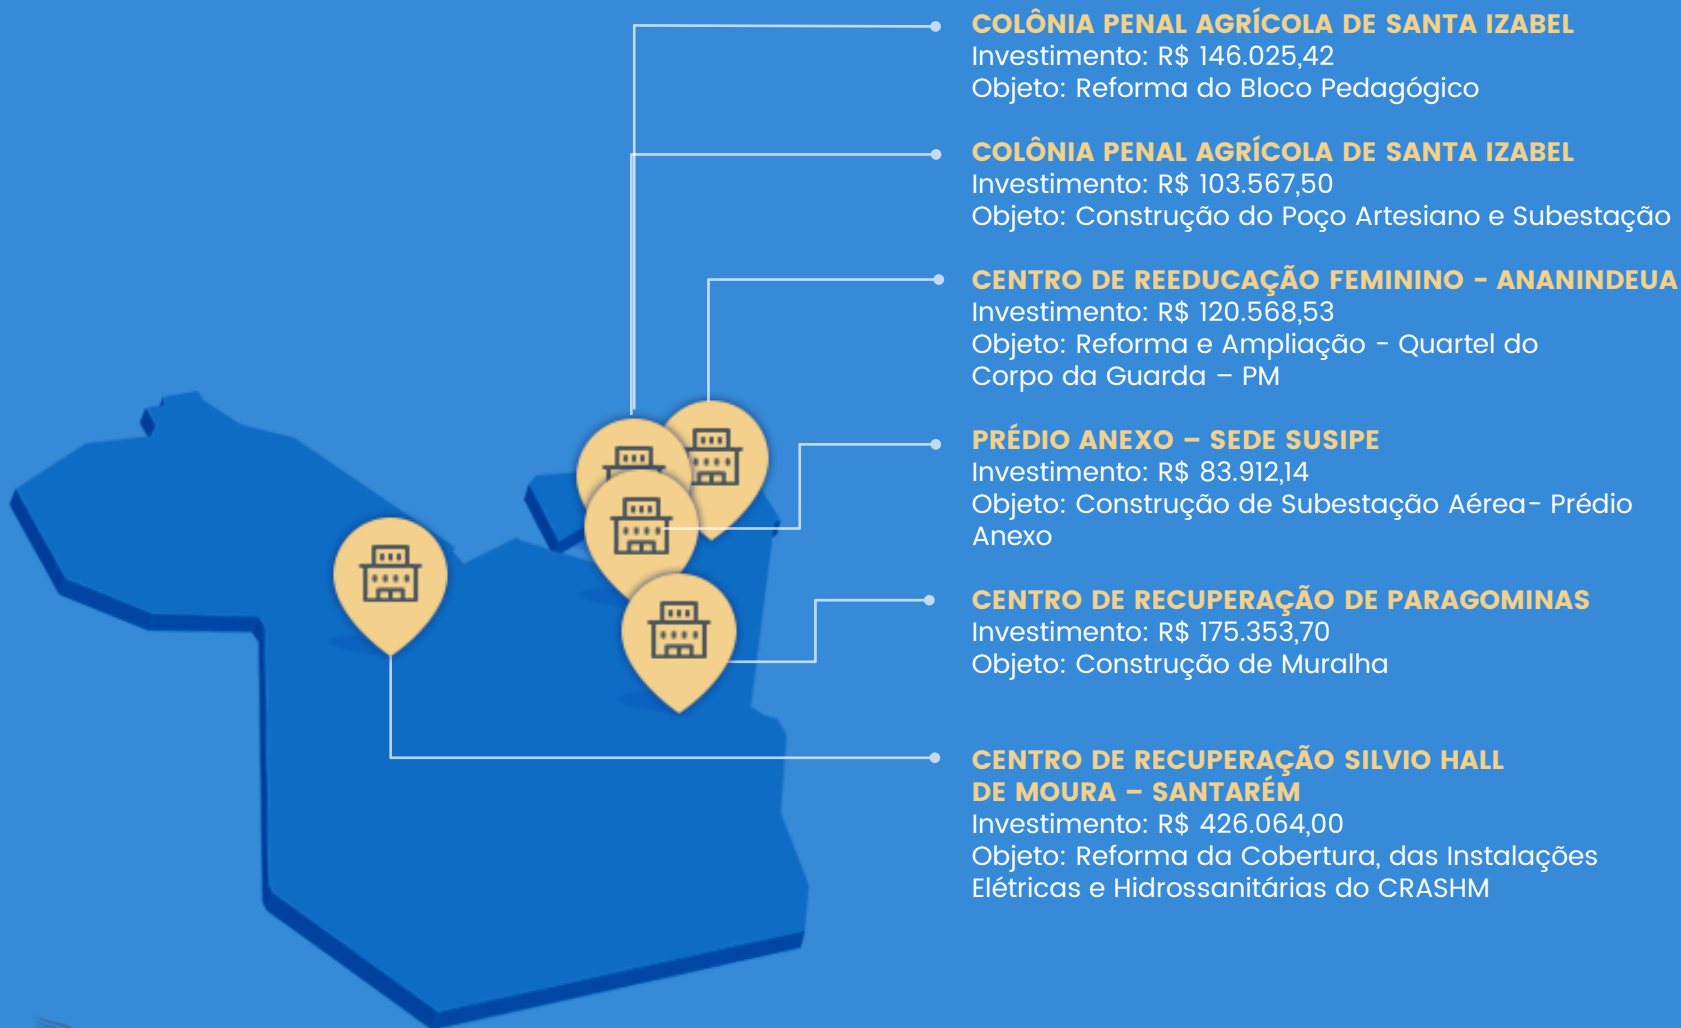 COLÔNIA PENAL AGRÍCOLA DE SANTA IZABEL
Investimento: R$ 146.025,42
Objeto: Reforma do Bloco Pedagógico
COLÔNIA PENAL AGRÍCOLA DE SANTA IZABEL
Investimento: R$ 103.567,50
Objeto: Construção do Poço Artesiano e Subestação
CENTRO DE REEDUCAÇÃO FEMININO - ANANINDEUA
Investimento: R$ 120.568,53
Objeto: Reforma e Ampliação - Quartel do
Corpo da Guarda – PM
PRÉDIO ANEXO – SEDE SUSIPE
Investimento: R$ 83.912,14
Objeto: Construção de Subestação Aérea- Prédio
Anexo
CENTRO DE RECUPERAÇÃO DE PARAGOMINAS
Investimento: R$ 175.353,70
Objeto: Construção de Muralha
CENTRO DE RECUPERAÇÃO SILVIO HALL
DE MOURA – SANTARÉM
Investimento: R$ 426.064,00
Objeto: Reforma da Cobertura, das Instalações
Elétricas e Hidrossanitárias do CRASHM